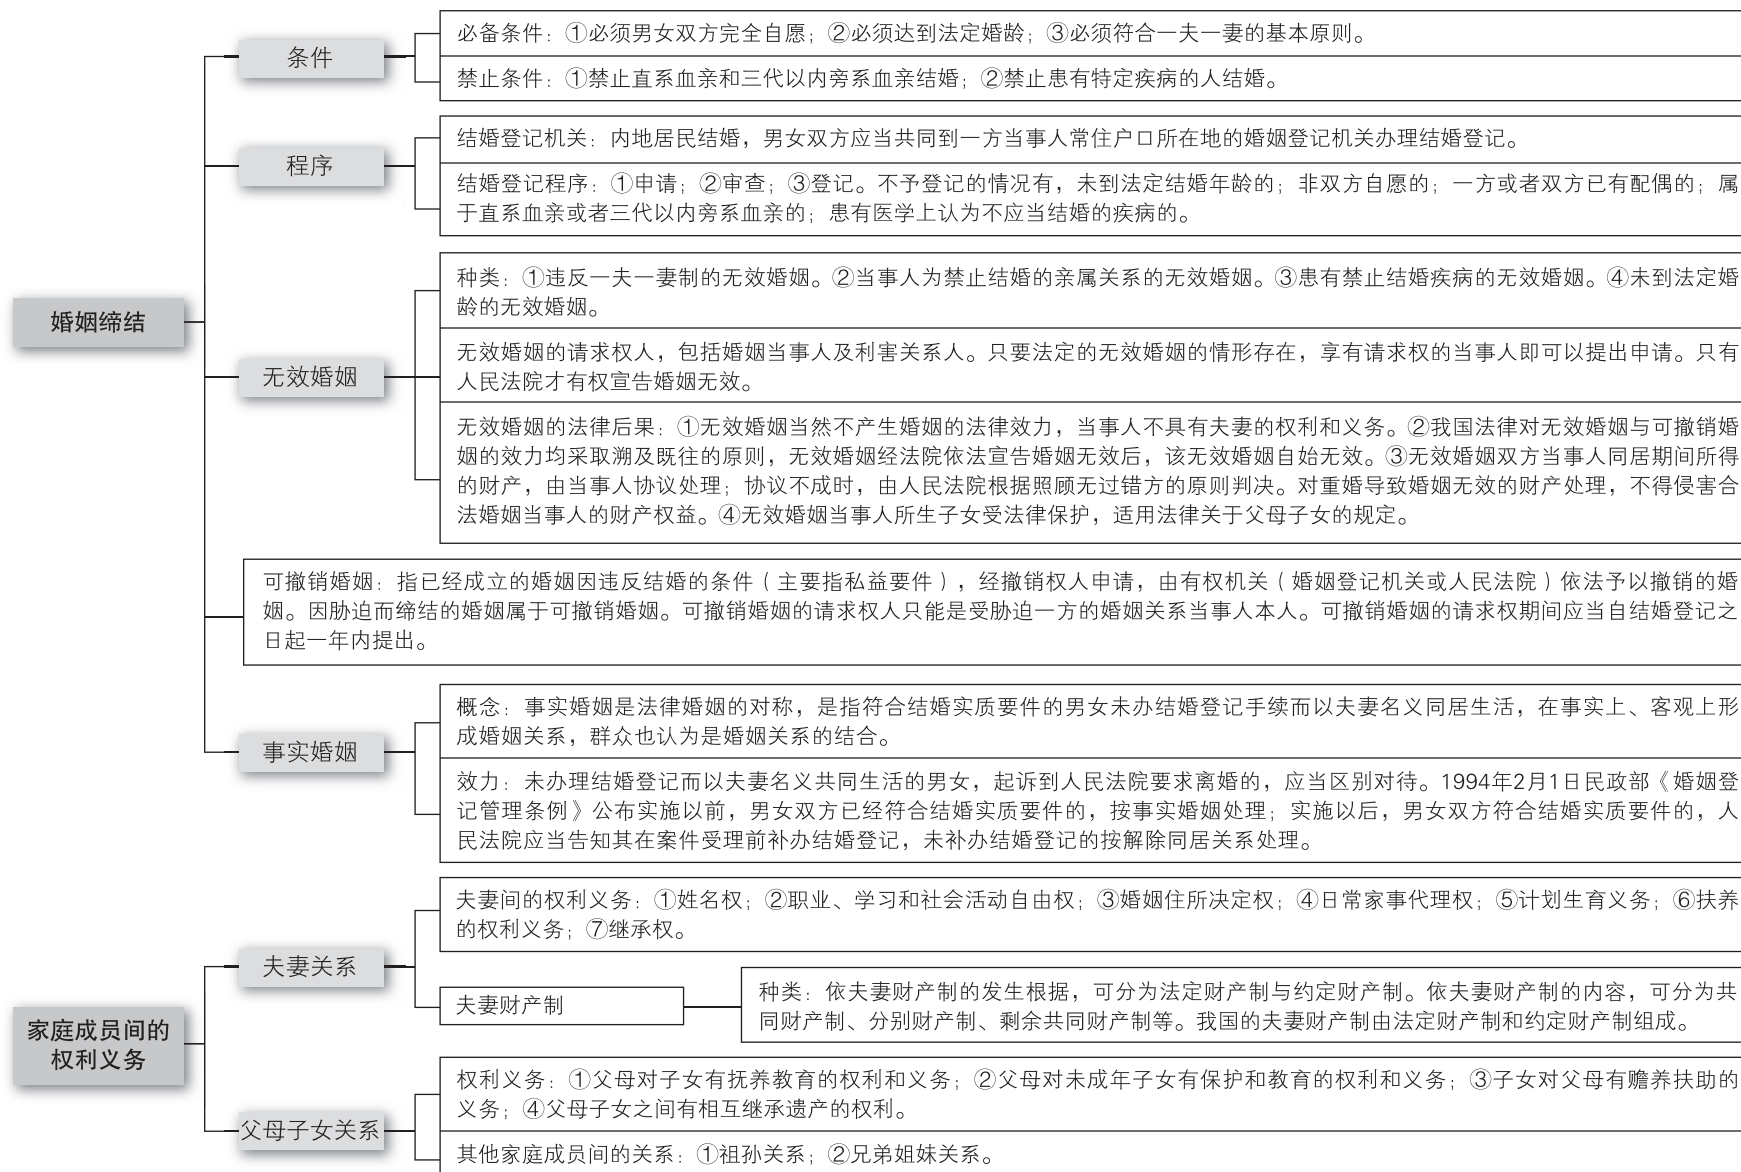 婚姻缔结
条件
必备条件：①必须男女双方完全自愿；②必须达到法定婚龄；③必须符合一夫一妻的基本原则。
禁止条件：①禁止直系血亲和三代以内旁系血亲结婚；②禁止患有特定疾病的人结婚。
程序
结婚登记机关：内地居民结婚，男女双方应当共同到一方当事人常住户口所在地的婚姻登记机关办理结婚登记。
结婚登记程序：①申请；②审查；③登记。不予登记的情况有，未到法定结婚年龄的；非双方自愿的；一方或者双方已有配偶的；属
于直系血亲或者三代以内旁系血亲的；患有医学上认为不应当结婚的疾病的。
无效婚姻
种类：①违反一夫一妻制的无效婚姻。②当事人为禁止结婚的亲属关系的无效婚姻。③患有禁止结婚疾病的无效婚姻。④未到法定婚
龄的无效婚姻。
无效婚姻的请求权人，包括婚姻当事人及利害关系人。只要法定的无效婚姻的情形存在，享有请求权的当事人即可以提出申请。只有
人民法院才有权宣告婚姻无效。
无效婚姻的法律后果：①无效婚姻当然不产生婚姻的法律效力，当事人不具有夫妻的权利和义务。②我国法律对无效婚姻与可撤销婚
姻的效力均采取溯及既往的原则，无效婚姻经法院依法宣告婚姻无效后，该无效婚姻自始无效。③无效婚姻双方当事人同居期间所得
的财产，由当事人协议处理；协议不成时，由人民法院根据照顾无过错方的原则判决。对重婚导致婚姻无效的财产处理，不得侵害合
法婚姻当事人的财产权益。④无效婚姻当事人所生子女受法律保护，适用法律关于父母子女的规定。
可撤销婚姻：指已经成立的婚姻因违反结婚的条件（主要指私益要件），经撤销权人申请，由有权机关（婚姻登记机关或人民法院）依法予以撤销的婚
姻。因胁迫而缔结的婚姻属于可撤销婚姻。可撤销婚姻的请求权人只能是受胁迫一方的婚姻关系当事人本人。可撤销婚姻的请求权期间应当自结婚登记之
日起一年内提出。
事实婚姻
概念：事实婚姻是法律婚姻的对称，是指符合结婚实质要件的男女未办结婚登记手续而以夫妻名义同居生活，在事实上、客观上形
成婚姻关系，群众也认为是婚姻关系的结合。
效力：未办理结婚登记而以夫妻名义共同生活的男女，起诉到人民法院要求离婚的，应当区别对待。1994年2月1日民政部《婚姻登
记管理条例》公布实施以前，男女双方已经符合结婚实质要件的，按事实婚姻处理；实施以后，男女双方符合结婚实质要件的，人
民法院应当告知其在案件受理前补办结婚登记，未补办结婚登记的按解除同居关系处理。
家庭成员间的
权利义务
夫妻关系
夫妻间的权利义务：①姓名权；②职业、学习和社会活动自由权；③婚姻住所决定权；④日常家事代理权；⑤计划生育义务；⑥扶养
的权利义务；⑦继承权。
夫妻财产制
种类：依夫妻财产制的发生根据，可分为法定财产制与约定财产制。依夫妻财产制的内容，可分为共
同财产制、分别财产制、剩余共同财产制等。我国的夫妻财产制由法定财产制和约定财产制组成。
父母子女关系
权利义务：①父母对子女有抚养教育的权利和义务；②父母对未成年子女有保护和教育的权利和义务；③子女对父母有赡养扶助的
义务；④父母子女之间有相互继承遗产的权利。
其他家庭成员间的关系：①祖孙关系；②兄弟姐妹关系。